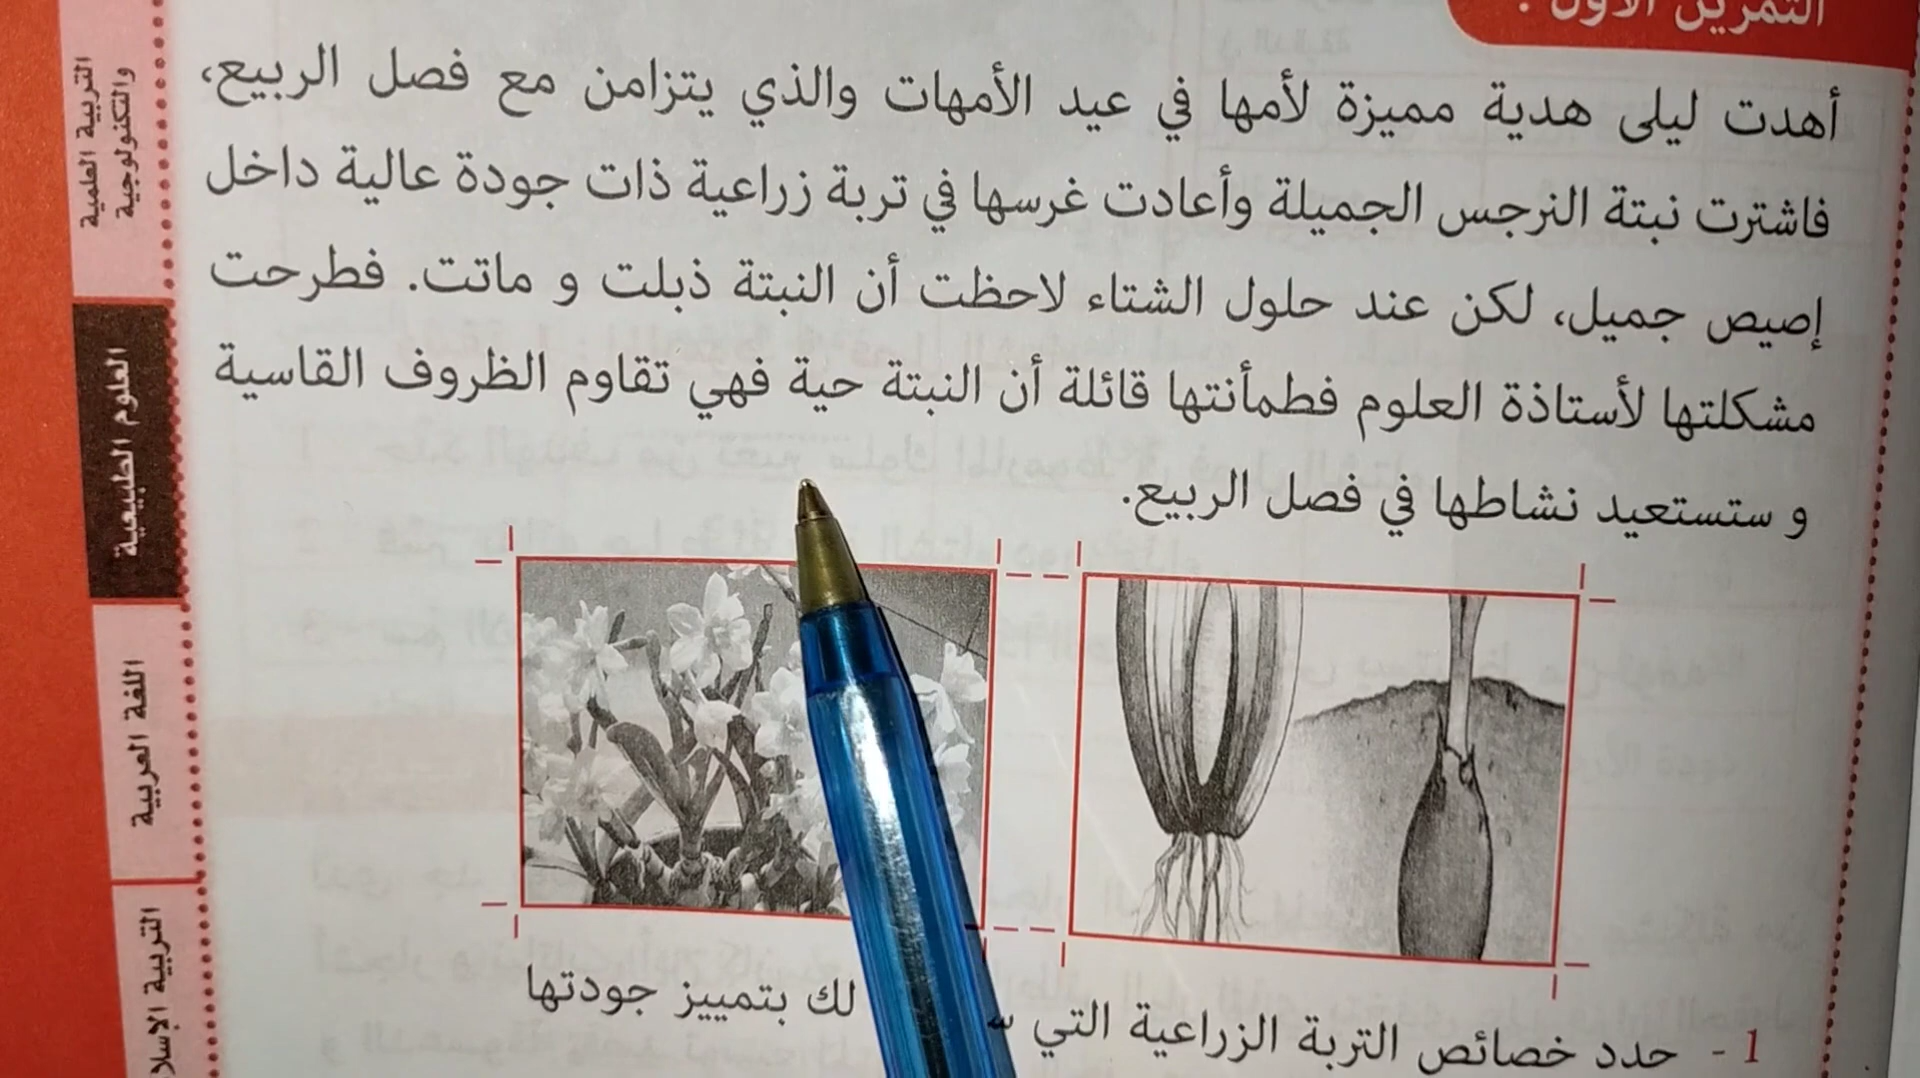 التمرين الأول :
أهدت ليلى هدية مميزة لأمها في عيد الأمهات والذي يتزامن مع فصل الربيع،
فاشترت نبتة النرجس الجميلة وأعادت غرسها في تربة زراعية ذات جودة عالية داخل
إصيص جميل، لكن عند حلول الشتاء لاحظت أن النبتة ذبلت و ماتت. فطرحت
مشكلتها لأستاذة العلوم فطمأنتها قائلة أن النبتة حية فهي تقاوم الظروف القاسية
و ستستعيد نشاطها في فصل الربيع.
1 - حدد خصائص التربة الزراعية التي لك بتمييز جودتها
التربية العلمية
والتكنولوجية
العلوم الطبيعية
اللغة العربية
التربية